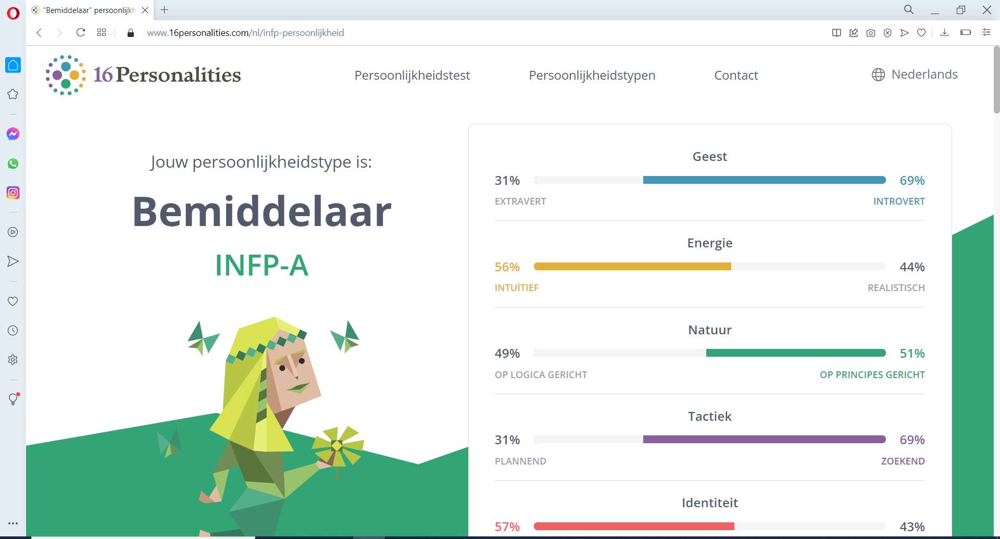 “Bemiddelaar” persoonlijkh
www.16personalities.com/nl/infp-persoonlijkheid
16Personalities
Persoonlijkheidstest
Persoonlijkheidstypen
Contact
Nederlands
Jouw persoonlijkheidstype is:
Bemiddelaar
INFP-A
Geest
31%
69%
EXTRAVERT
INTROVERT
Energie
56%
44%
INTUÏTIEF
REALISTISCH
Natuur
49%
51%
OP LOGICA GERICHT
OP PRINCIPES GERICHT
Tactiek
31%
69%
PLANNEND
ZOEKEND
Identiteit
57%
43%